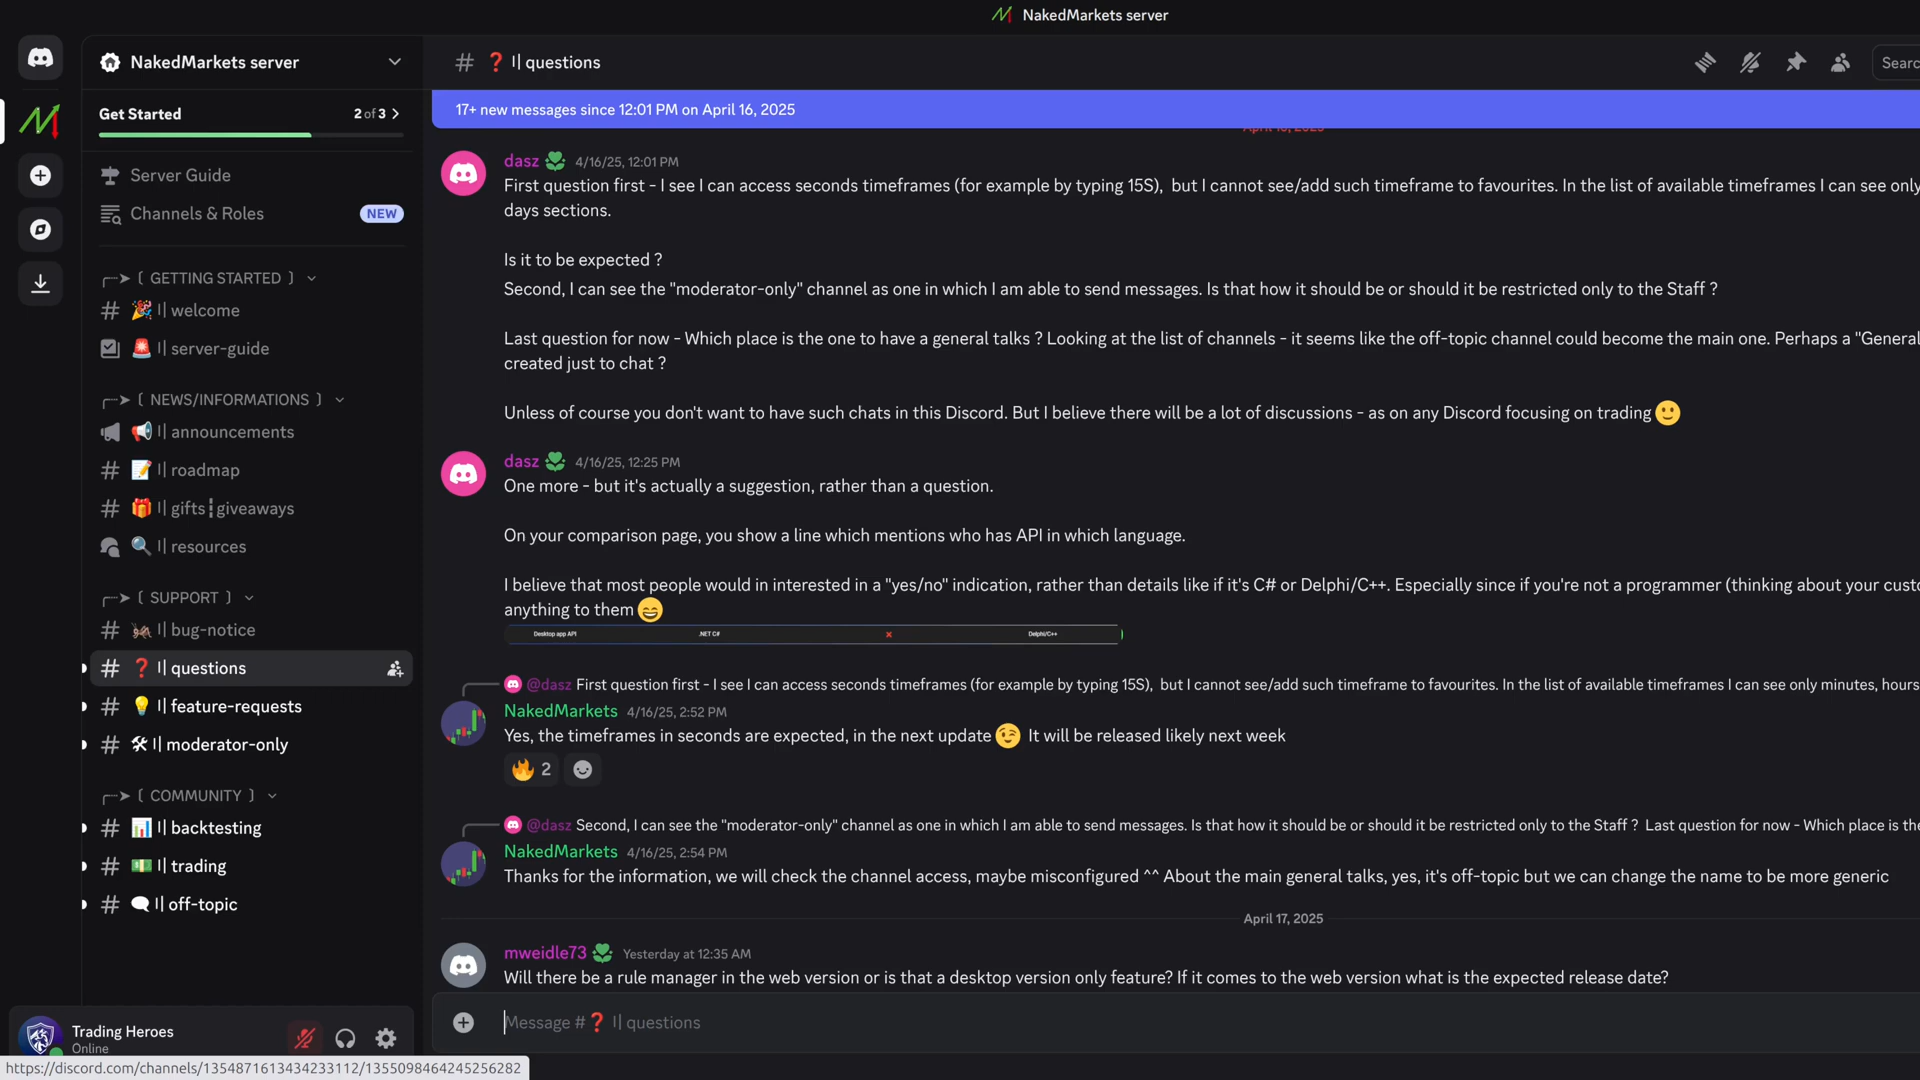 NakedMarkets server
NakedMarkets server
Get Started
2 of 3
Server Guide
Channels & Roles
NEW
GETTING STARTED
welcome
server-guide
NEWS/INFORMATIONS
announcements
roadmap
gifts┇giveaways
resources
SUPPORT
bug-notice
questions
feature-requests
moderator-only
COMMUNITY
backtesting
trading
off-topic
Trading Heroes
Online
https://discord.com/channels/1354871613434233112/1355098464245256282
# ❓ questions
Searc
17+ new messages since 12:01 PM on April 16, 2025
dasz 4/16/25, 12:01 PM
First question first - I see I can access seconds timeframes (for example by typing 15S), but I cannot see/add such timeframe to favourites. In the list of available timeframes I can see only
days sections.
Is it to be expected ?
Second, I can see the "moderator-only" channel as one in which I am able to send messages. Is that how it should be or should it be restricted only to the Staff ?
Last question for now - Which place is the one to have a general talks ? Looking at the list of channels - it seems like the off-topic channel could become the main one. Perhaps a "General
created just to chat ?
Unless of course you don't want to have such chats in this Discord. But I believe there will be a lot of discussions - as on any Discord focusing on trading 🙂
dasz 4/16/25, 12:25 PM
One more - but it's actually a suggestion, rather than a question.
On your comparison page, you show a line which mentions who has API in which language.
I believe that most people would in interested in a "yes/no" indication, rather than details like if it's C# or Delphi/C++. Especially since if you're not a programmer (thinking about your custo
anything to them 😄
Desktop app API .NET C# ❌ Delphi/C++
@dasz First question first - I see I can access seconds timeframes (for example by typing 15S), but I cannot see/add such timeframe to favourites. In the list of available timeframes I can see only minutes, hours
NakedMarkets 4/16/25, 2:52 PM
Yes, the timeframes in seconds are expected, in the next update 😉 It will be released likely next week
🔥 2
@dasz Second, I can see the "moderator-only" channel as one in which I am able to send messages. Is that how it should be or should it be restricted only to the Staff ? Last question for now - Which place is the
NakedMarkets 4/16/25, 2:54 PM
Thanks for the information, we will check the channel access, maybe misconfigured ^^ About the main general talks, yes, it's off-topic but we can change the name to be more generic
April 17, 2025
mweidle73 Yesterday at 12:35 AM
Will there be a rule manager in the web version or is that a desktop version only feature? If it comes to the web version what is the expected release date?
Message #❓ questions